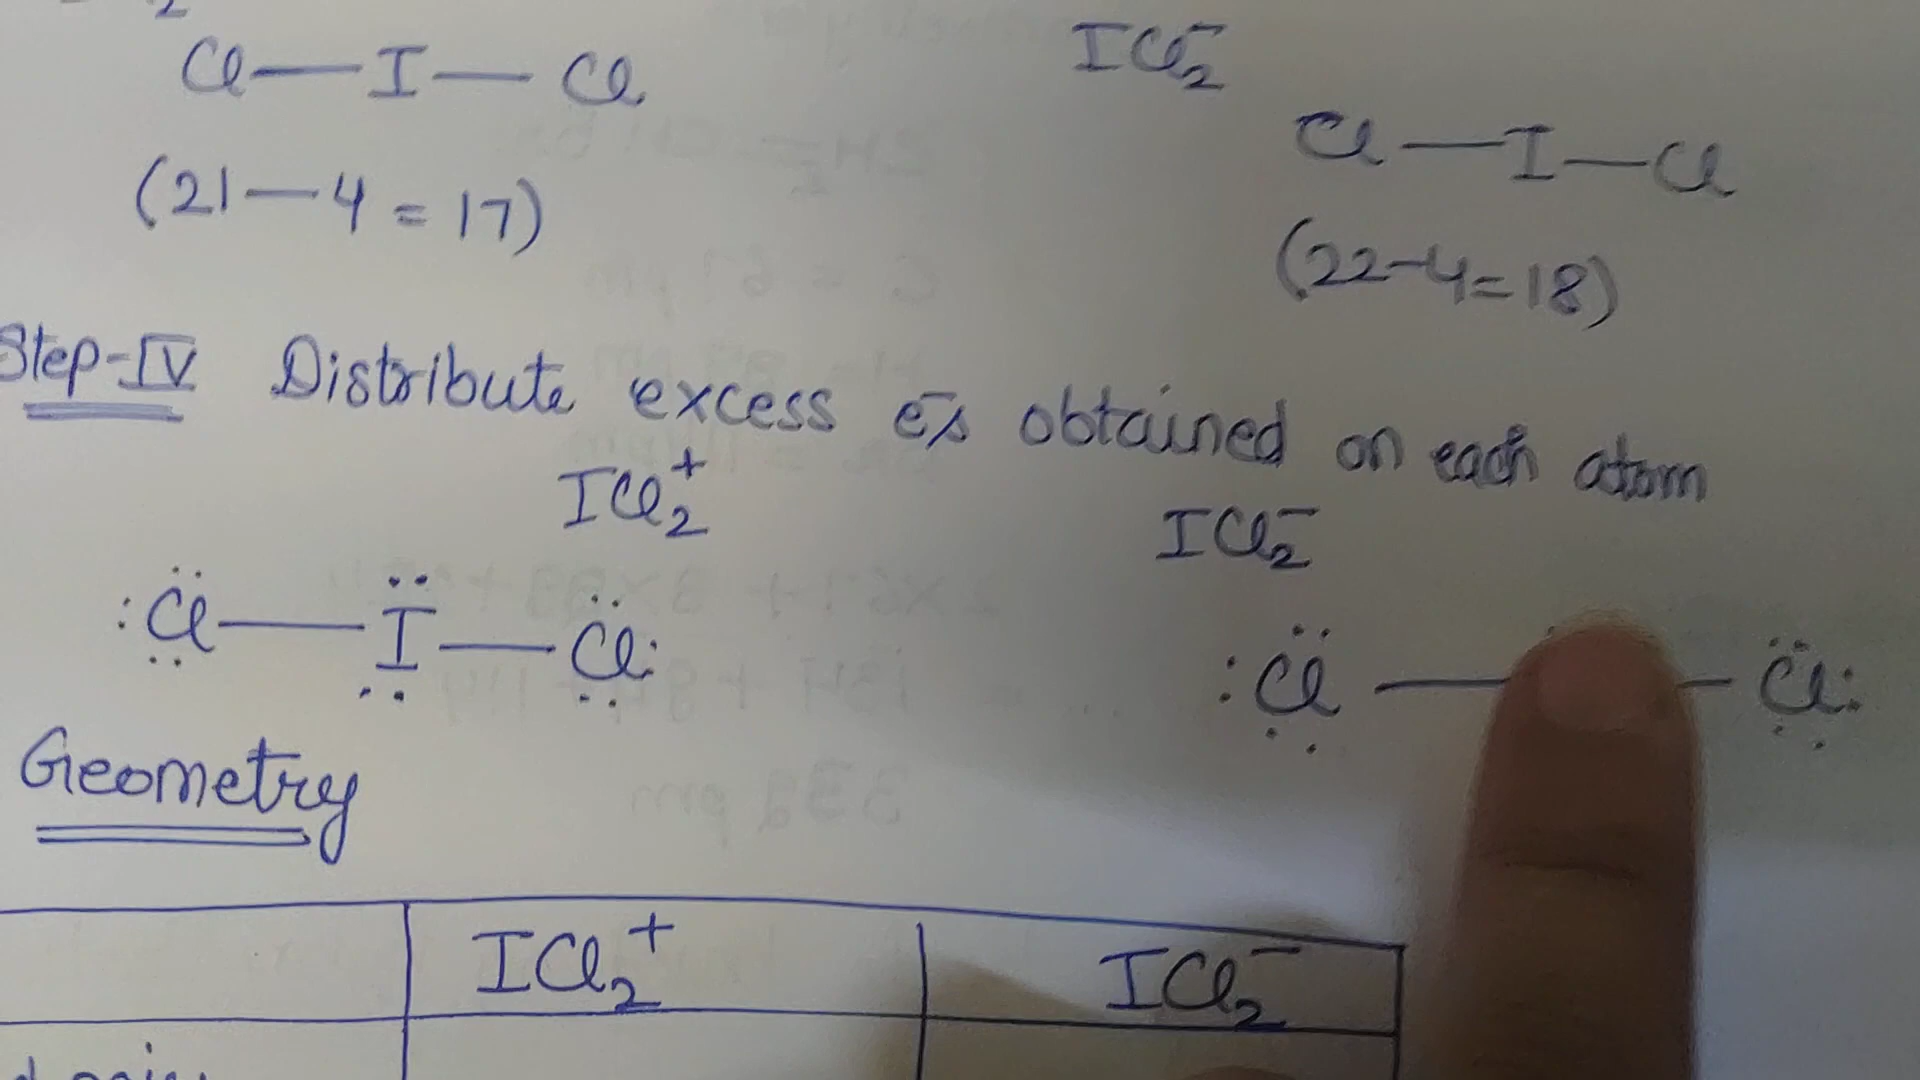 Cl—I—Cl
(21—4=17)
ICl2-
Cl—I—Cl
(22-4=18)
Step-IV Distribute excess es obtained on each atom
ICl2+
ICl2-
:Cl—I—Cl:
:Cl— —Cl:
Geometry
ICl2+ ICl2-